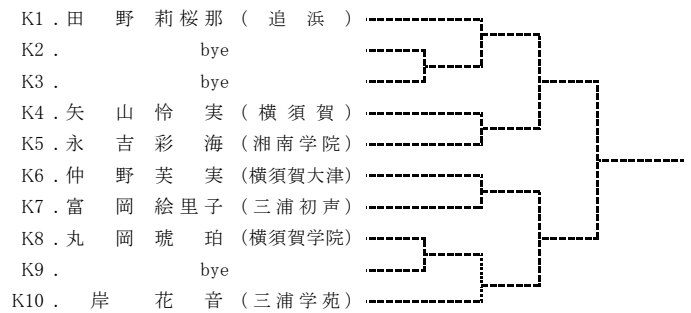 K1．田　野　莉桜那（　追　浜　）
K2．　bye
K3．　bye
K4．矢　山　怜　実（横須賀）
K5．永　吉　彩　海（湘南学院）
K6．仲　野　芙　実（横須賀大津）
K7．富　岡　絵里子（三浦初声）
K8．丸　岡　琥　珀（横須賀学院）
K9．　bye
K10．岸　花　音（三浦学苑）